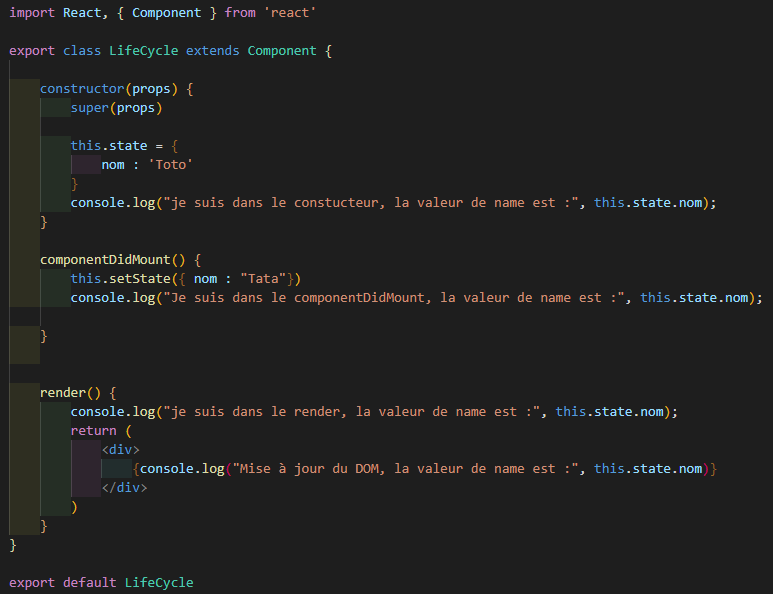 import React, { Component } from 'react'
export class LifeCycle extends Component {
constructor(props) {
super(props)
this.state = {
nom : 'Toto'
}
console.log("je suis dans le constucteur, la valeur de name est :", this.state.nom);
}
componentDidMount() {
this.setState({ nom : "Tata"})
console.log("Je suis dans le componentDidMount, la valeur de name est :", this.state.nom);
}
render() {
console.log("je suis dans le render, la valeur de name est :", this.state.nom);
return (
<div>
{console.log("Mise à jour du DOM, la valeur de name est :", this.state.nom)}
</div>
)
}
}
export default LifeCycle